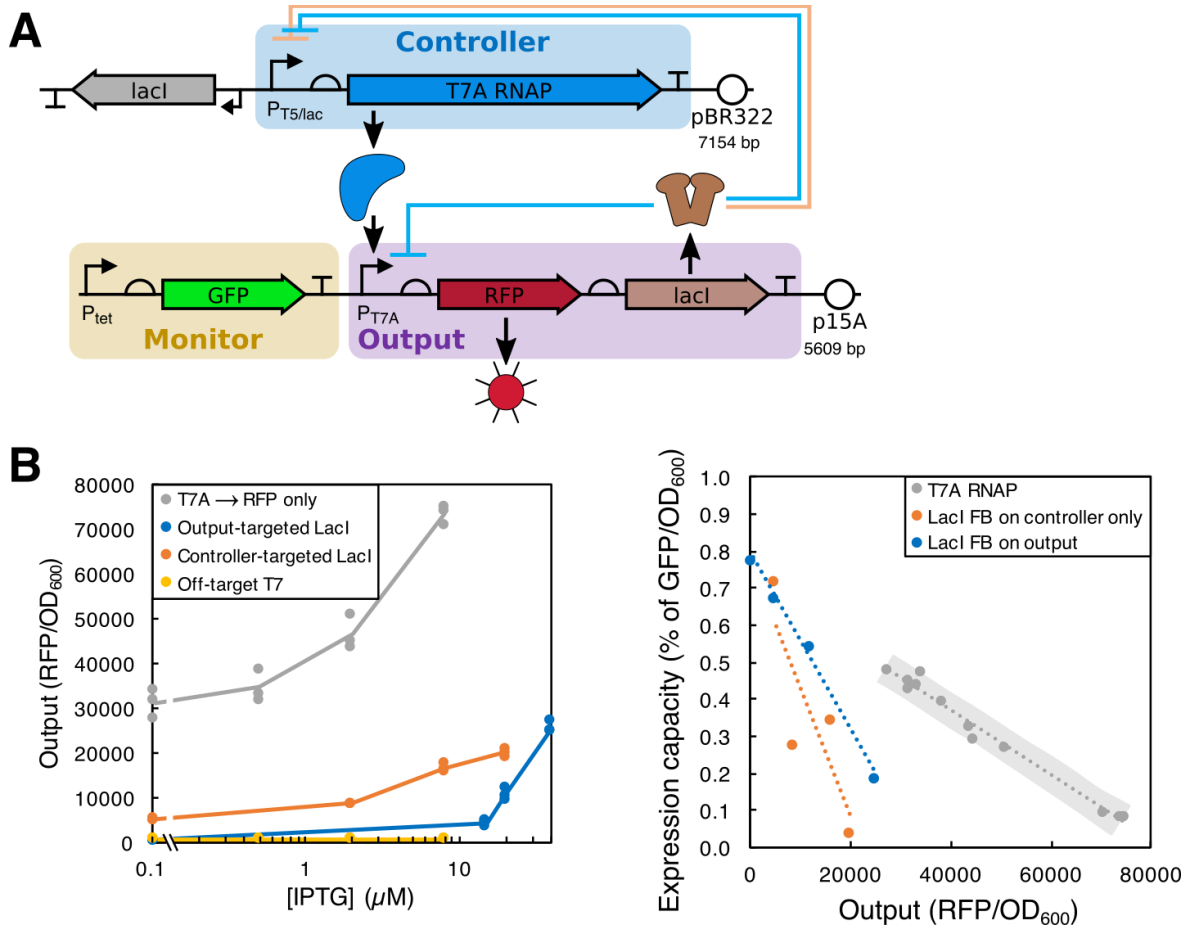 A
Controller
lacI
T7A RNAP
P_T5/lac
pBR322
7154 bp
GFP
RFP
lacI
P_tet
P_T7A
p15A
Monitor
Output
5609 bp
B
80000
70000
60000
50000
40000
30000
20000
10000
0
Output (RFP/OD600)
T7A → RFP only
Output-targeted LacI
Controller-targeted LacI
Off-target T7
0.1
1
10
[IPTG] (µM)
Expression capacity (% of GFP/OD600)
1.0
0.9
0.8
0.7
0.6
0.5
0.4
0.3
0.2
0.1
0.0
T7A RNAP
LacI FB on controller only
LacI FB on output
0
20000
40000
60000
80000
Output (RFP/OD600)